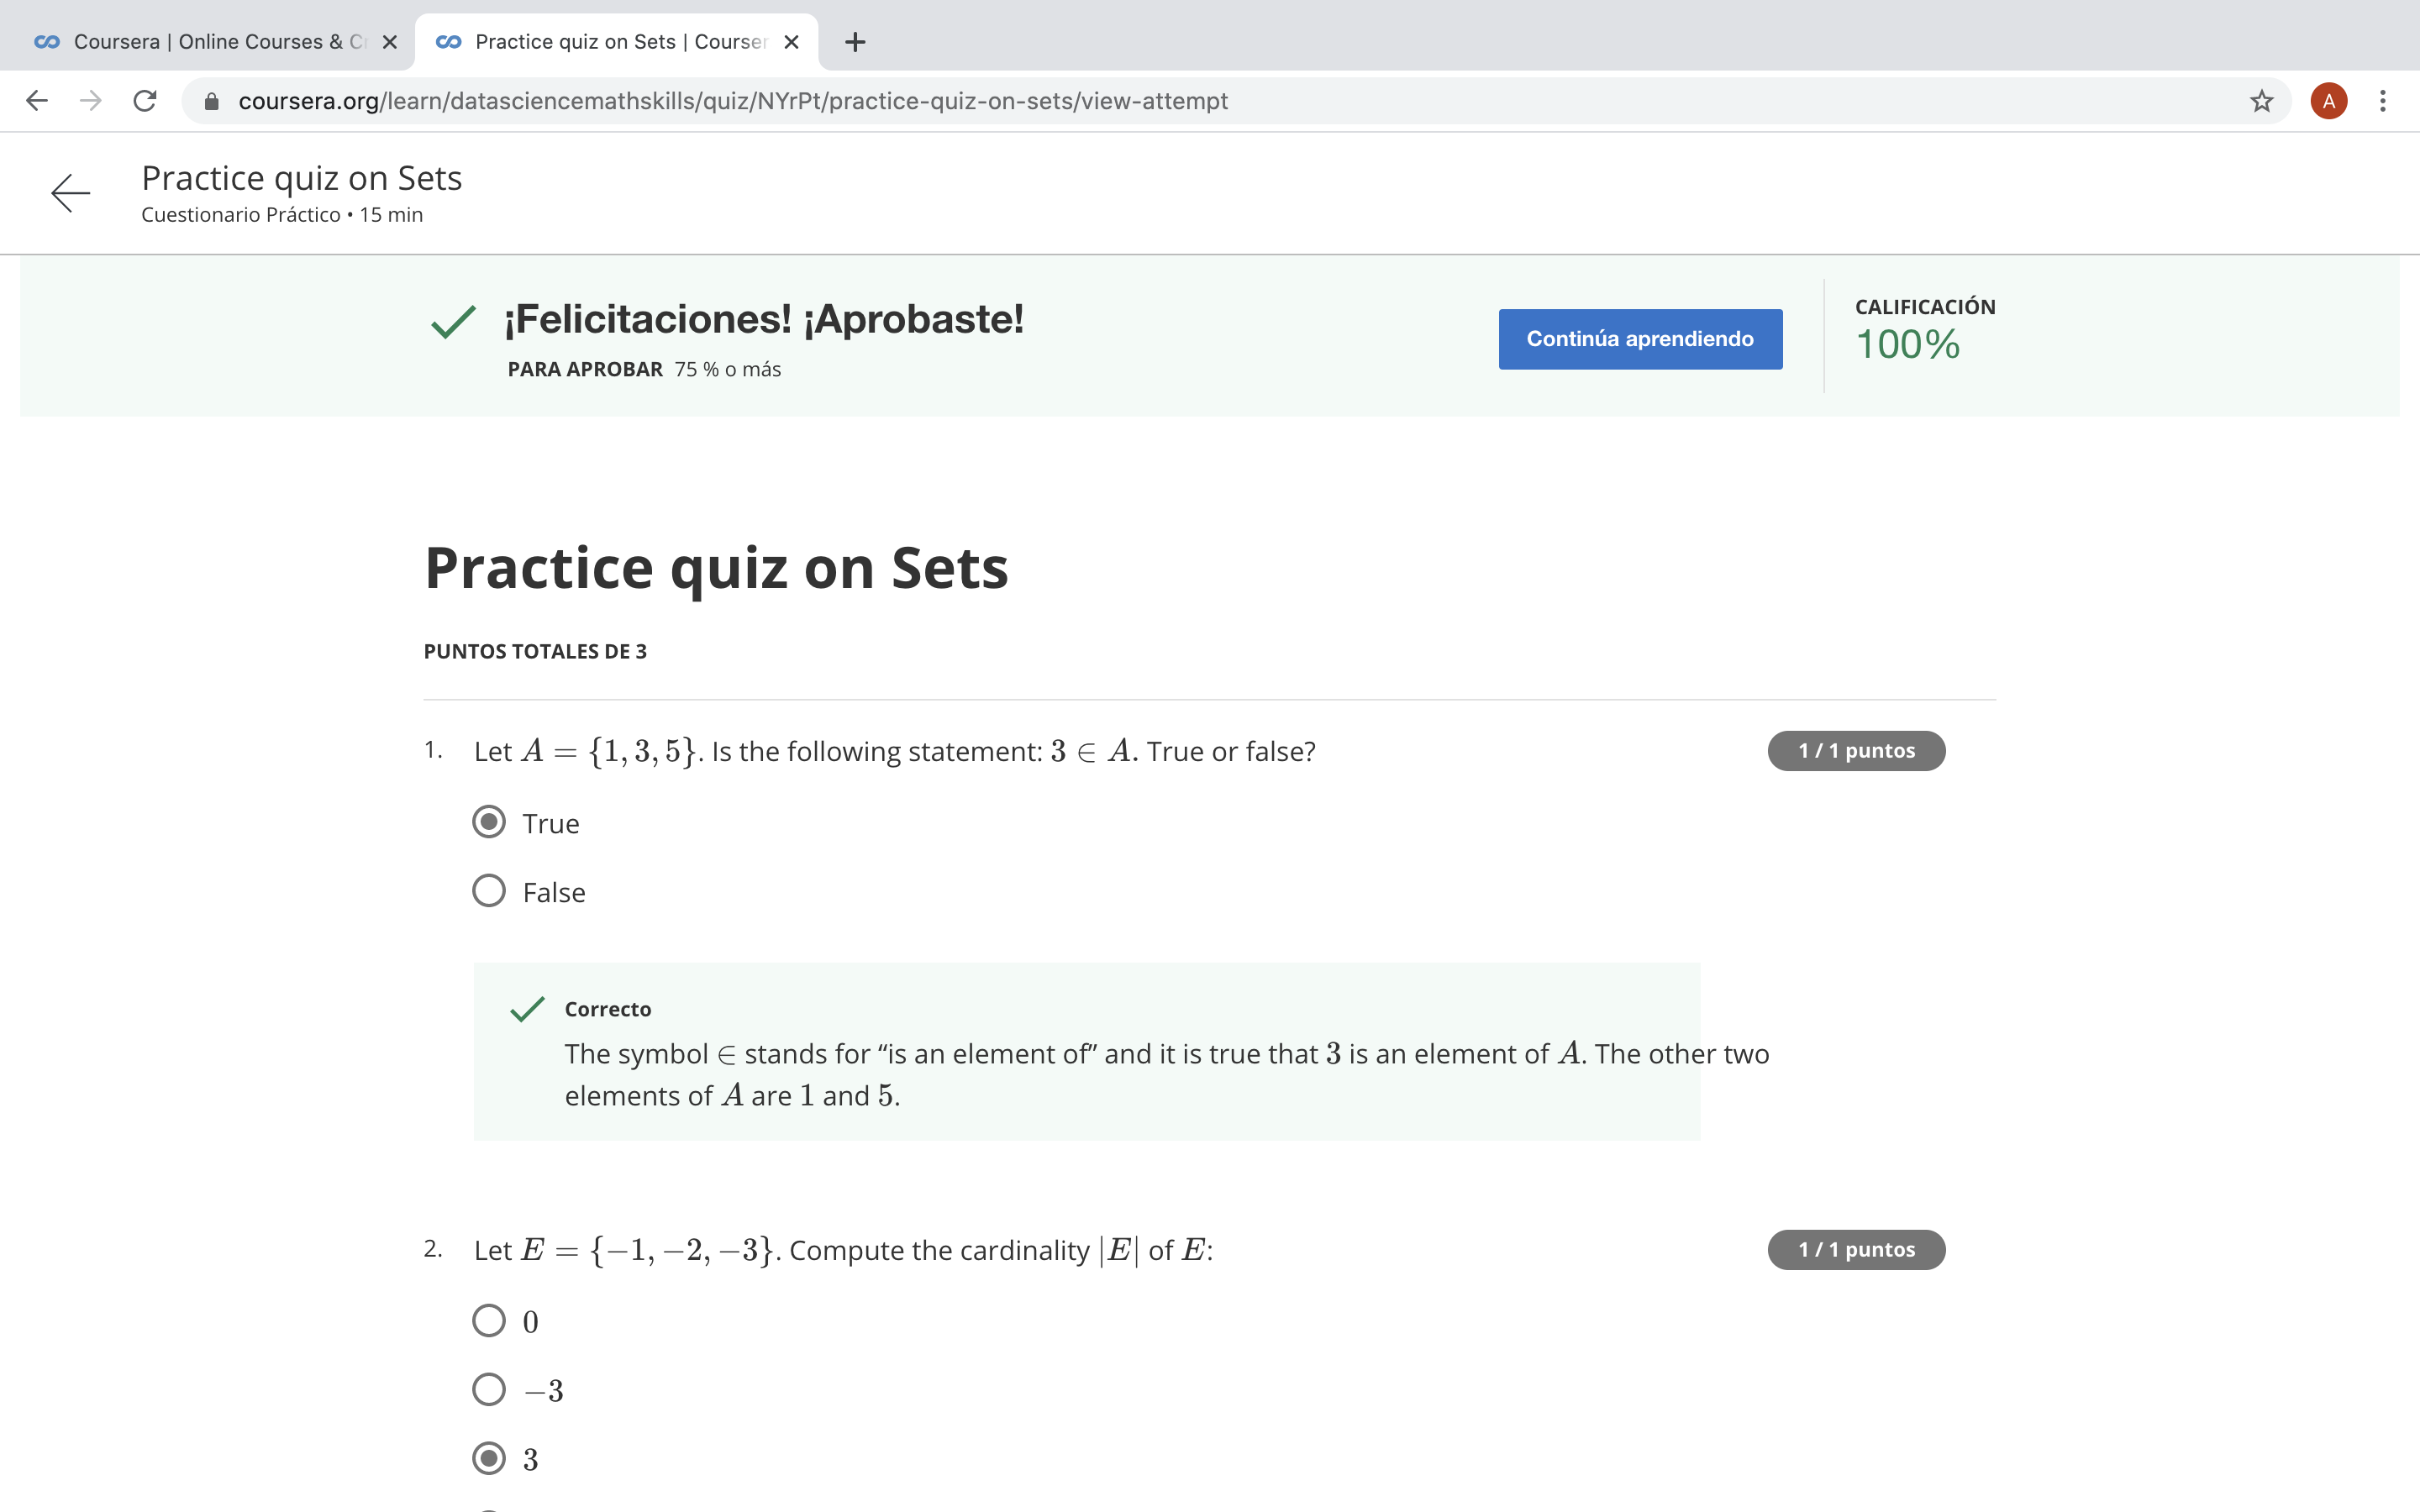 Coursera | Online Courses & C
Practice quiz on Sets | Courser
coursera.org/learn/datasciencemathskills/quiz/NYrPt/practice-quiz-on-sets/view-attempt
A
Practice quiz on Sets
Cuestionario Práctico • 15 min
¡Felicitaciones! ¡Aprobaste!
PARA APROBAR 75 % o más
Continúa aprendiendo
CALIFICACIÓN
100%
Practice quiz on Sets
PUNTOS TOTALES DE 3
1. Let A = {1, 3, 5}. Is the following statement: 3 ∈ A. True or false?
1 / 1 puntos
True
False
Correcto
The symbol ∈ stands for “is an element of” and it is true that 3 is an element of A. The other two
elements of A are 1 and 5.
2. Let E = {−1, −2, −3}. Compute the cardinality |E| of E:
1 / 1 puntos
0
−3
3